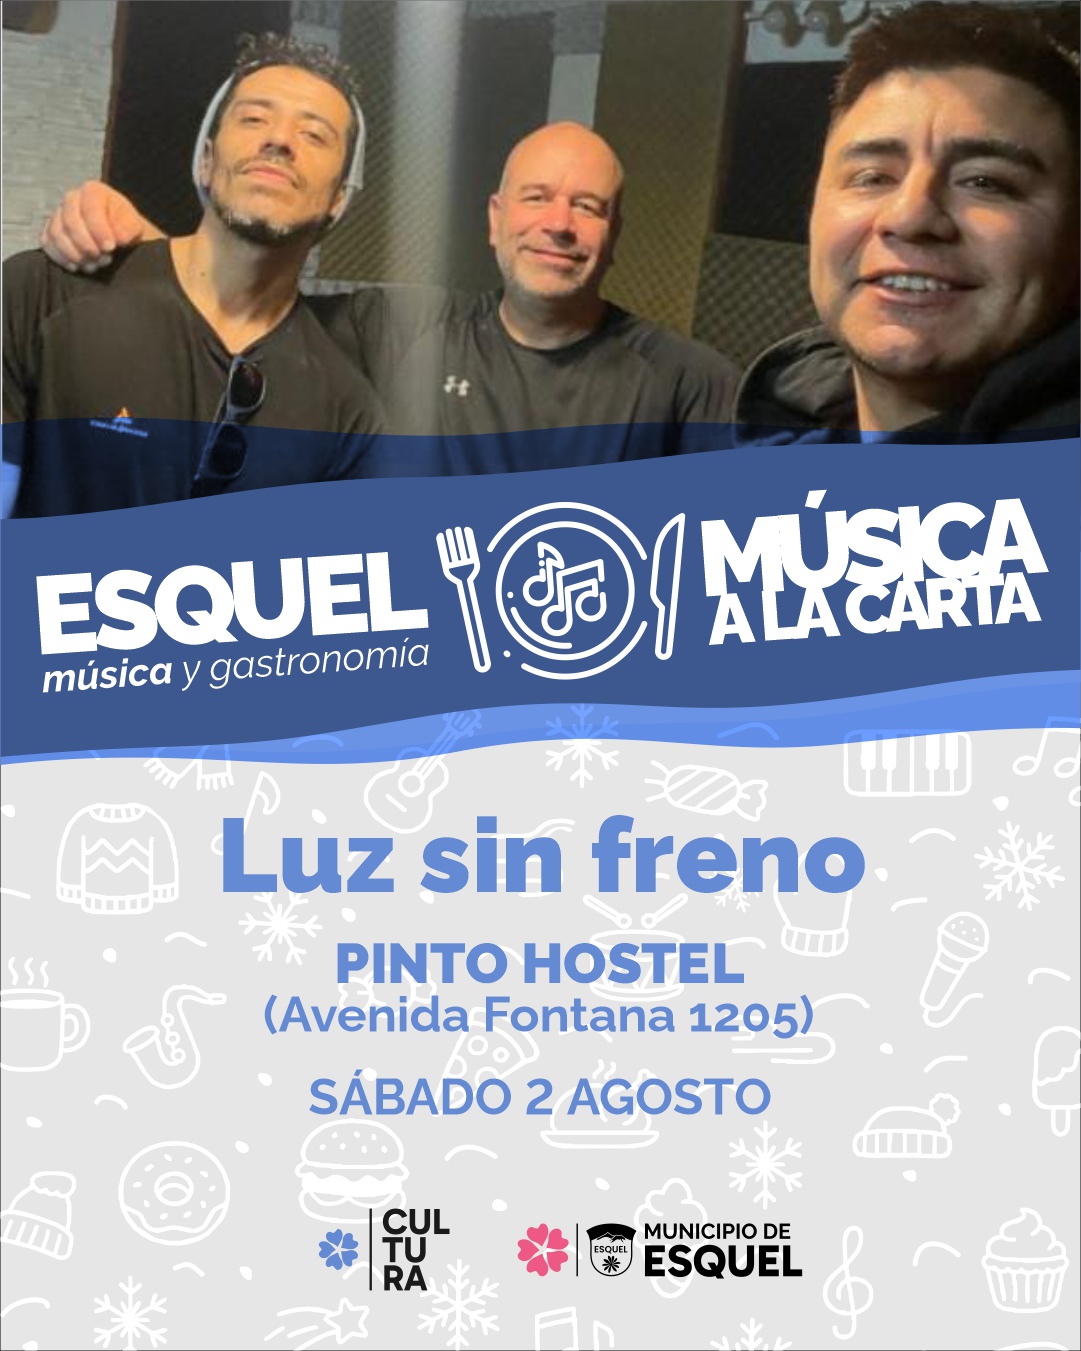 ESQUEL
música y gastronomía
MÚSICA
A LA CARTA
Luz sin freno
PINTO HOSTEL
(Avenida Fontana 1205)
SÁBADO 2 AGOSTO
CUL
TU
RA
ESQUEL
MUNICIPIO DE
ESQUEL